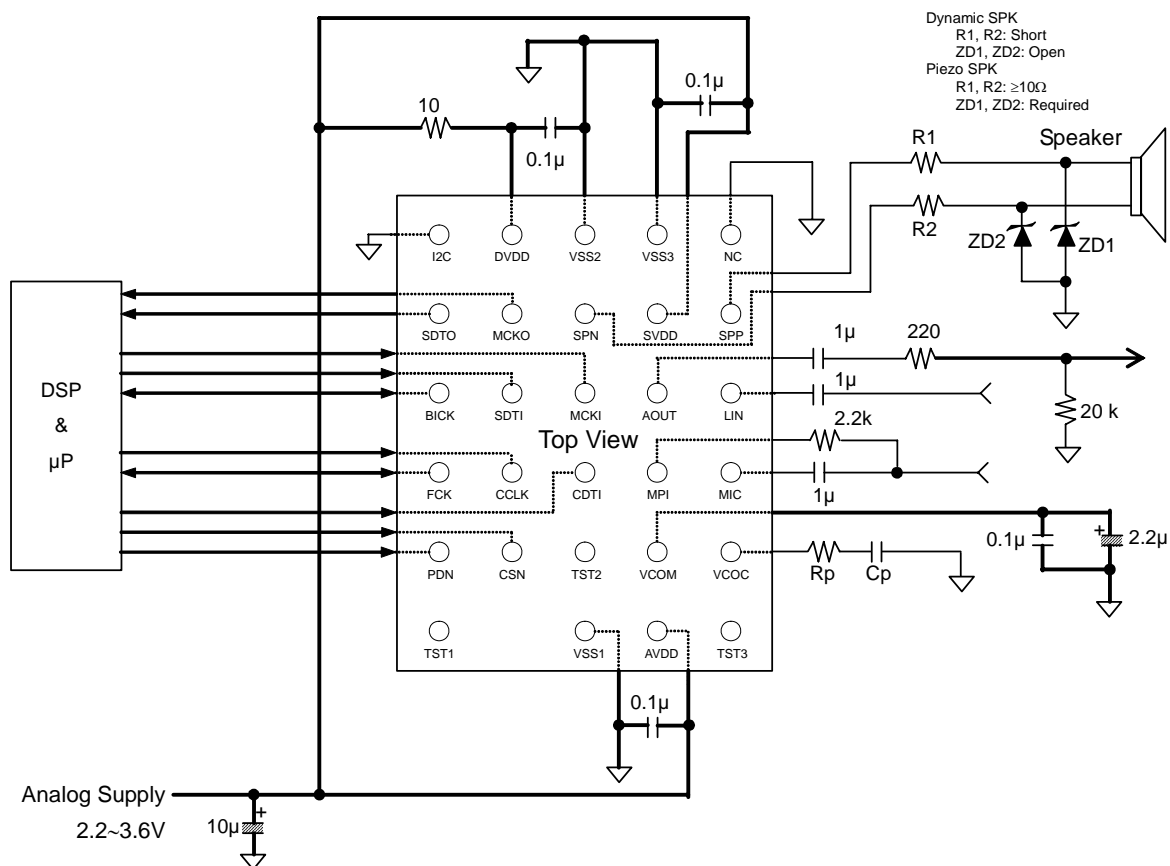 Dynamic SPK
R1, R2: Short
ZD1, ZD2: Open
Piezo SPK
R1, R2: ≥10Ω
ZD1, ZD2: Required
0.1µ
10
0.1µ
R1
Speaker
R2
ZD2
ZD1
I2C
DVDD
VSS2
VSS3
NC
SDTO
MCKO
SPN
SVDD
SPP
1µ
220
DSP
&
µP
BICK
SDTI
MCKI
AOUT
LIN
1µ
20 k
Top View
2.2k
FCK
CCLK
CDTI
MPI
MIC
1µ
0.1µ
+
2.2µ
PDN
CSN
TST2
VCOM
VCOC
Rp
Cp
TST1
VSS1
AVDD
TST3
0.1µ
Analog Supply
2.2~3.6V
10µ
+